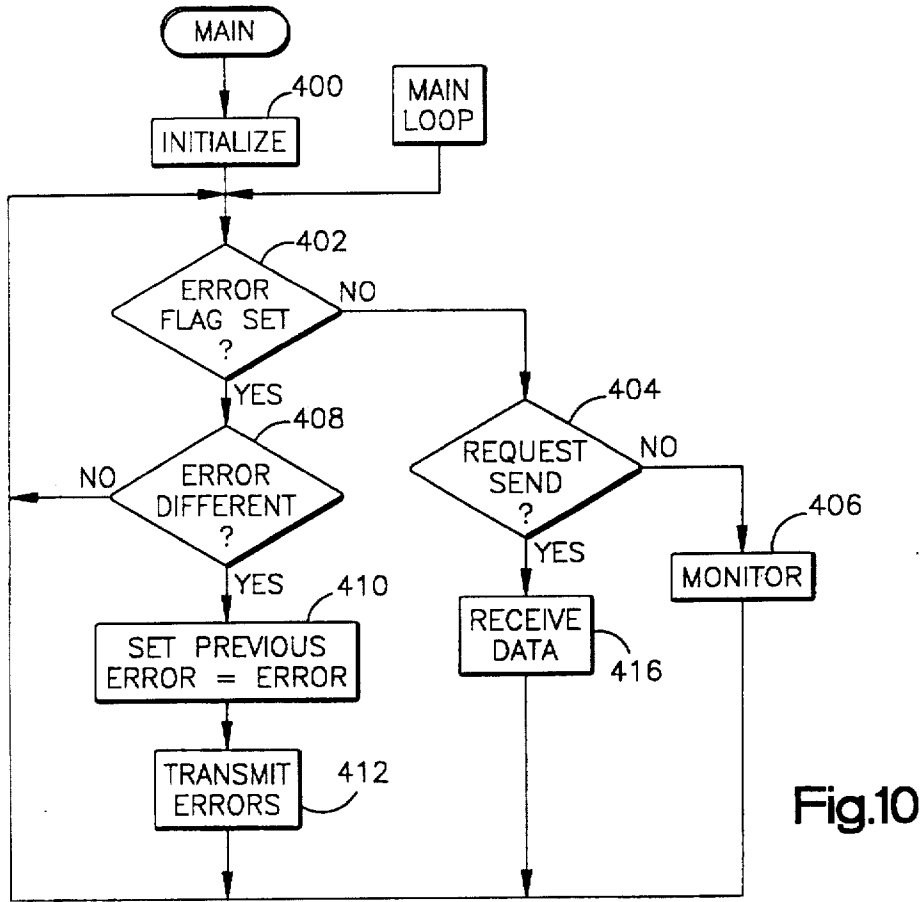 MAIN
400
INITIALIZE
MAIN
LOOP
402
ERROR
FLAG SET
?
NO
YES
408
ERROR
DIFFERENT
?
NO
YES
404
REQUEST
SEND
?
NO
YES
406
MONITOR
410
SET PREVIOUS
ERROR = ERROR
RECEIVE
DATA
416
TRANSMIT
ERRORS
412
Fig.10